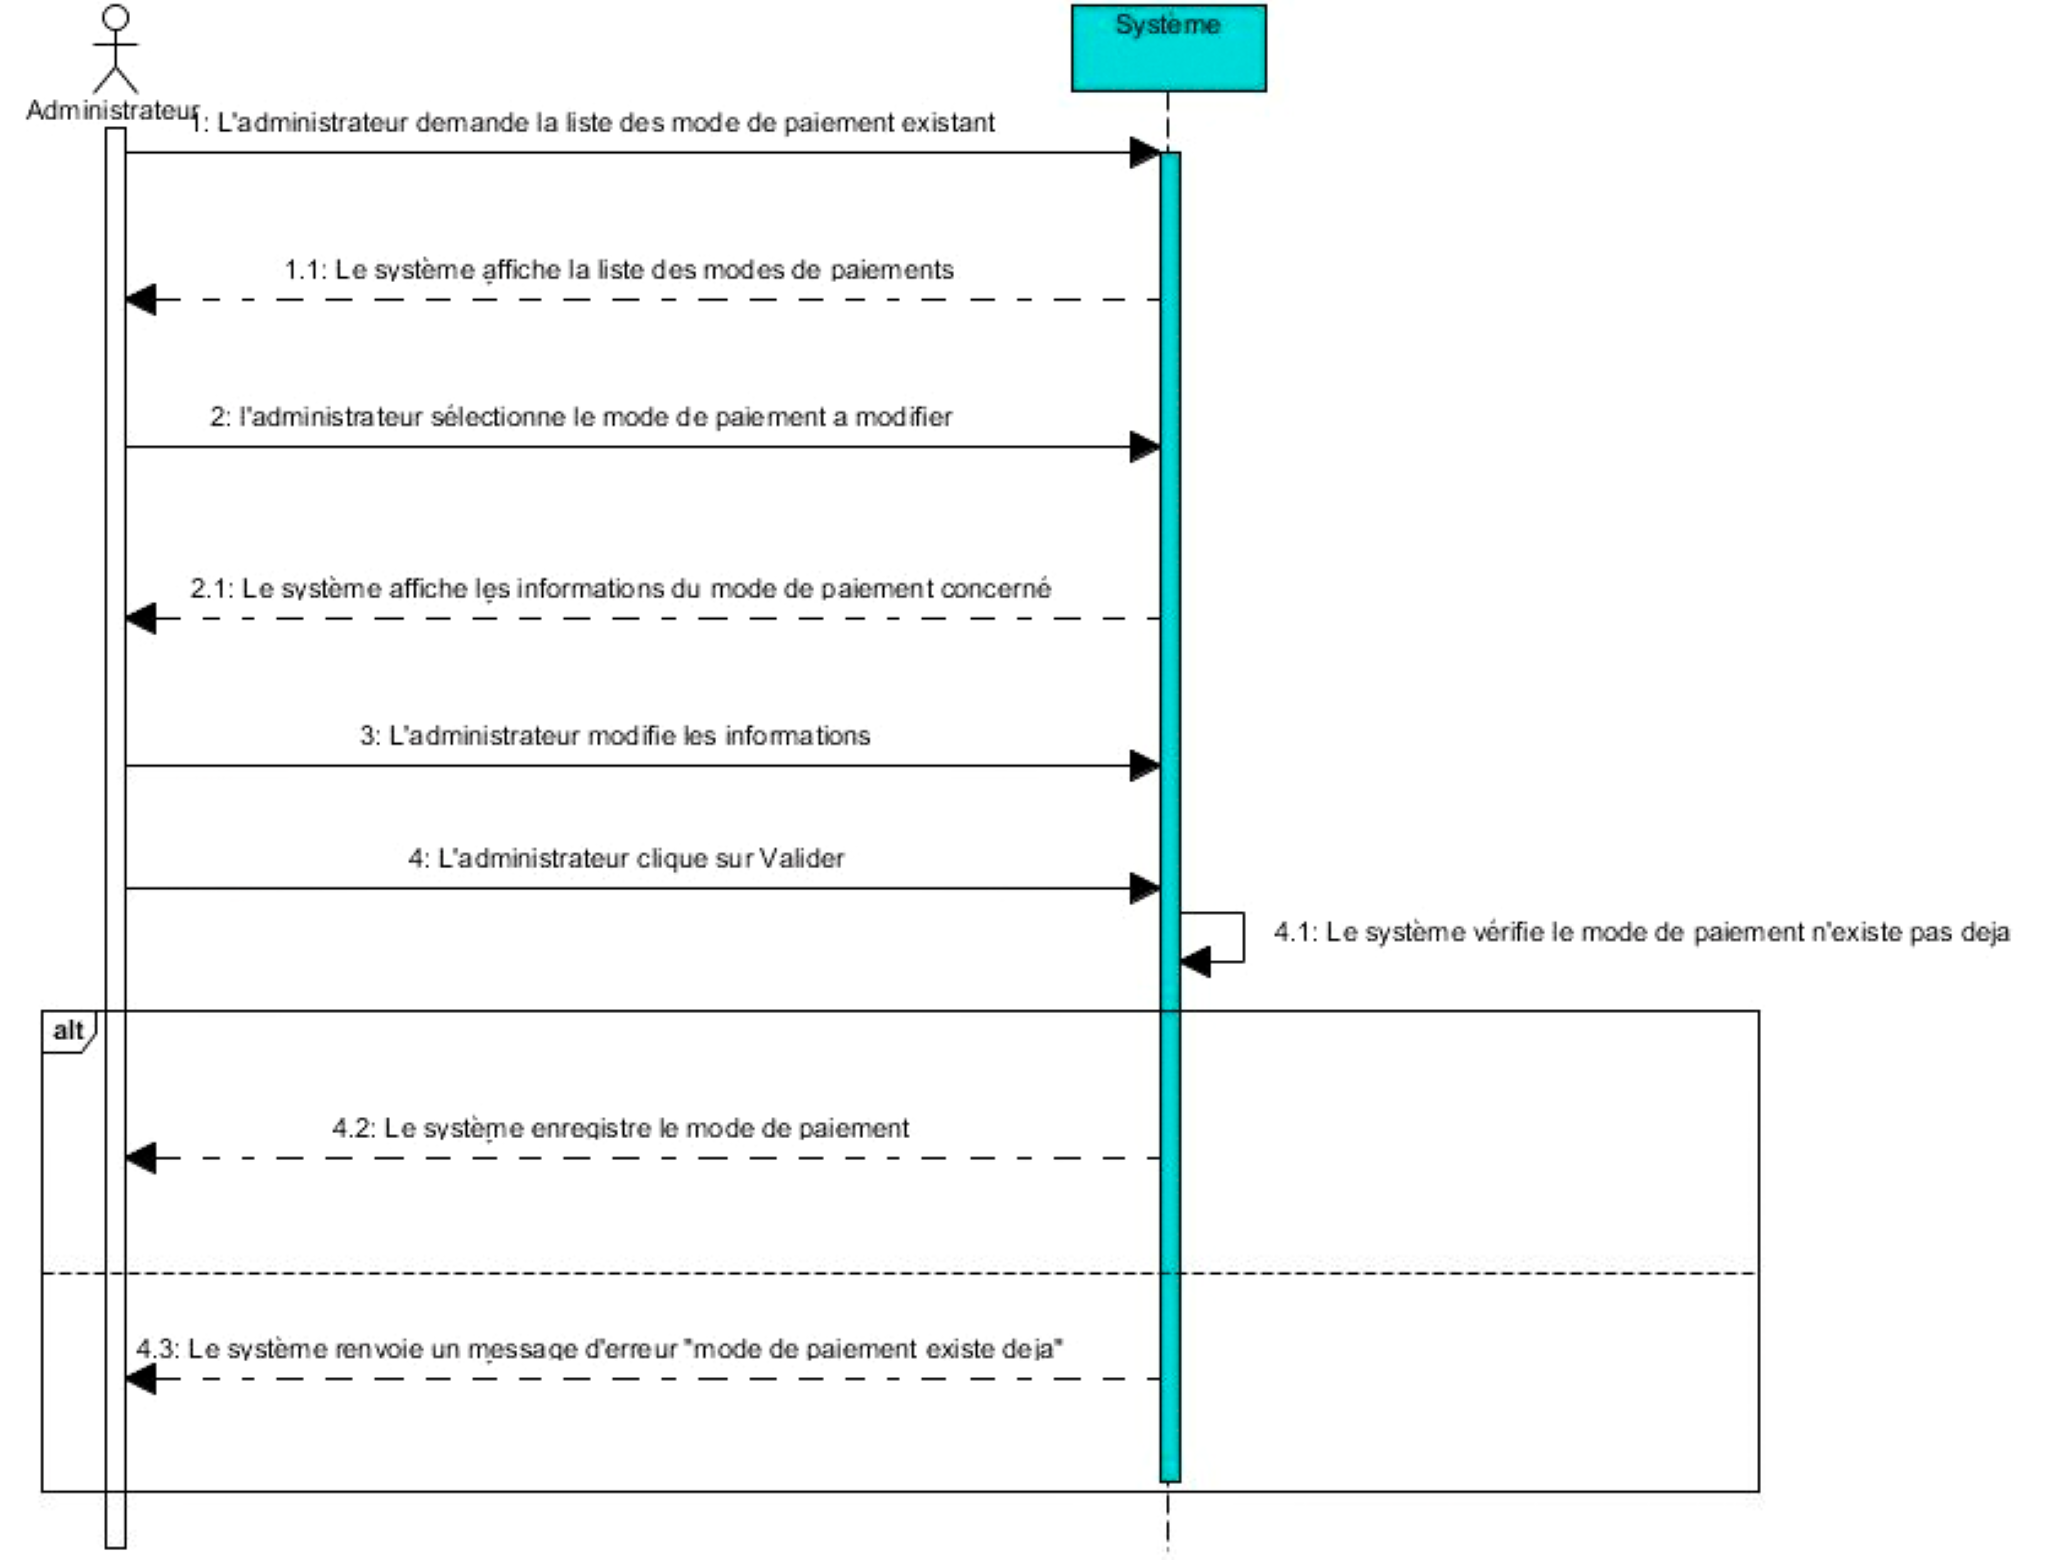 Système
Administrateur
1: L'administrateur demande la liste des mode de paiement existant
1.1: Le système affiche la liste des modes de paiements
2: l'administrateur sélectionne le mode de paiement a modifier
2.1: Le système affiche les informations du mode de paiement concerné
3: L'administrateur modifie les informations
4: L'administrateur clique sur Valider
4.1: Le système vérifie le mode de paiement n'existe pas deja
alt
4.2: Le système enregistre le mode de paiement
4.3: Le système renvoie un message d'erreur "mode de paiement existe deja"